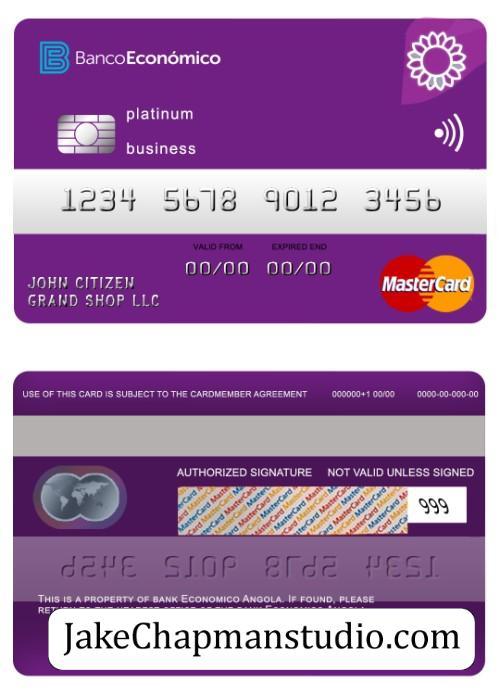 BancoEconómico
platinum
business
1234 5678 9012 3456
VALID FROM EXPIRED END
00/00 00/00
JOHN CITIZEN
GRAND SHOP LLC
MasterCard
USE OF THIS CARD IS SUBJECT TO THE CARDMEMBER AGREEMENT 000000+1 00/00 0000-00-000-00
AUTHORIZED SIGNATURE NOT VALID UNLESS SIGNED
MasterCard MasterCard MasterCard
999
THIS IS A PROPERTY OF BANK ECONOMICO ANGOLA. IF FOUND, PLEASE
RETURN TO THE NEAREST OFFICE OF THE BANK ECONOMICO ANGOLA
JakeChapmanstudio.com